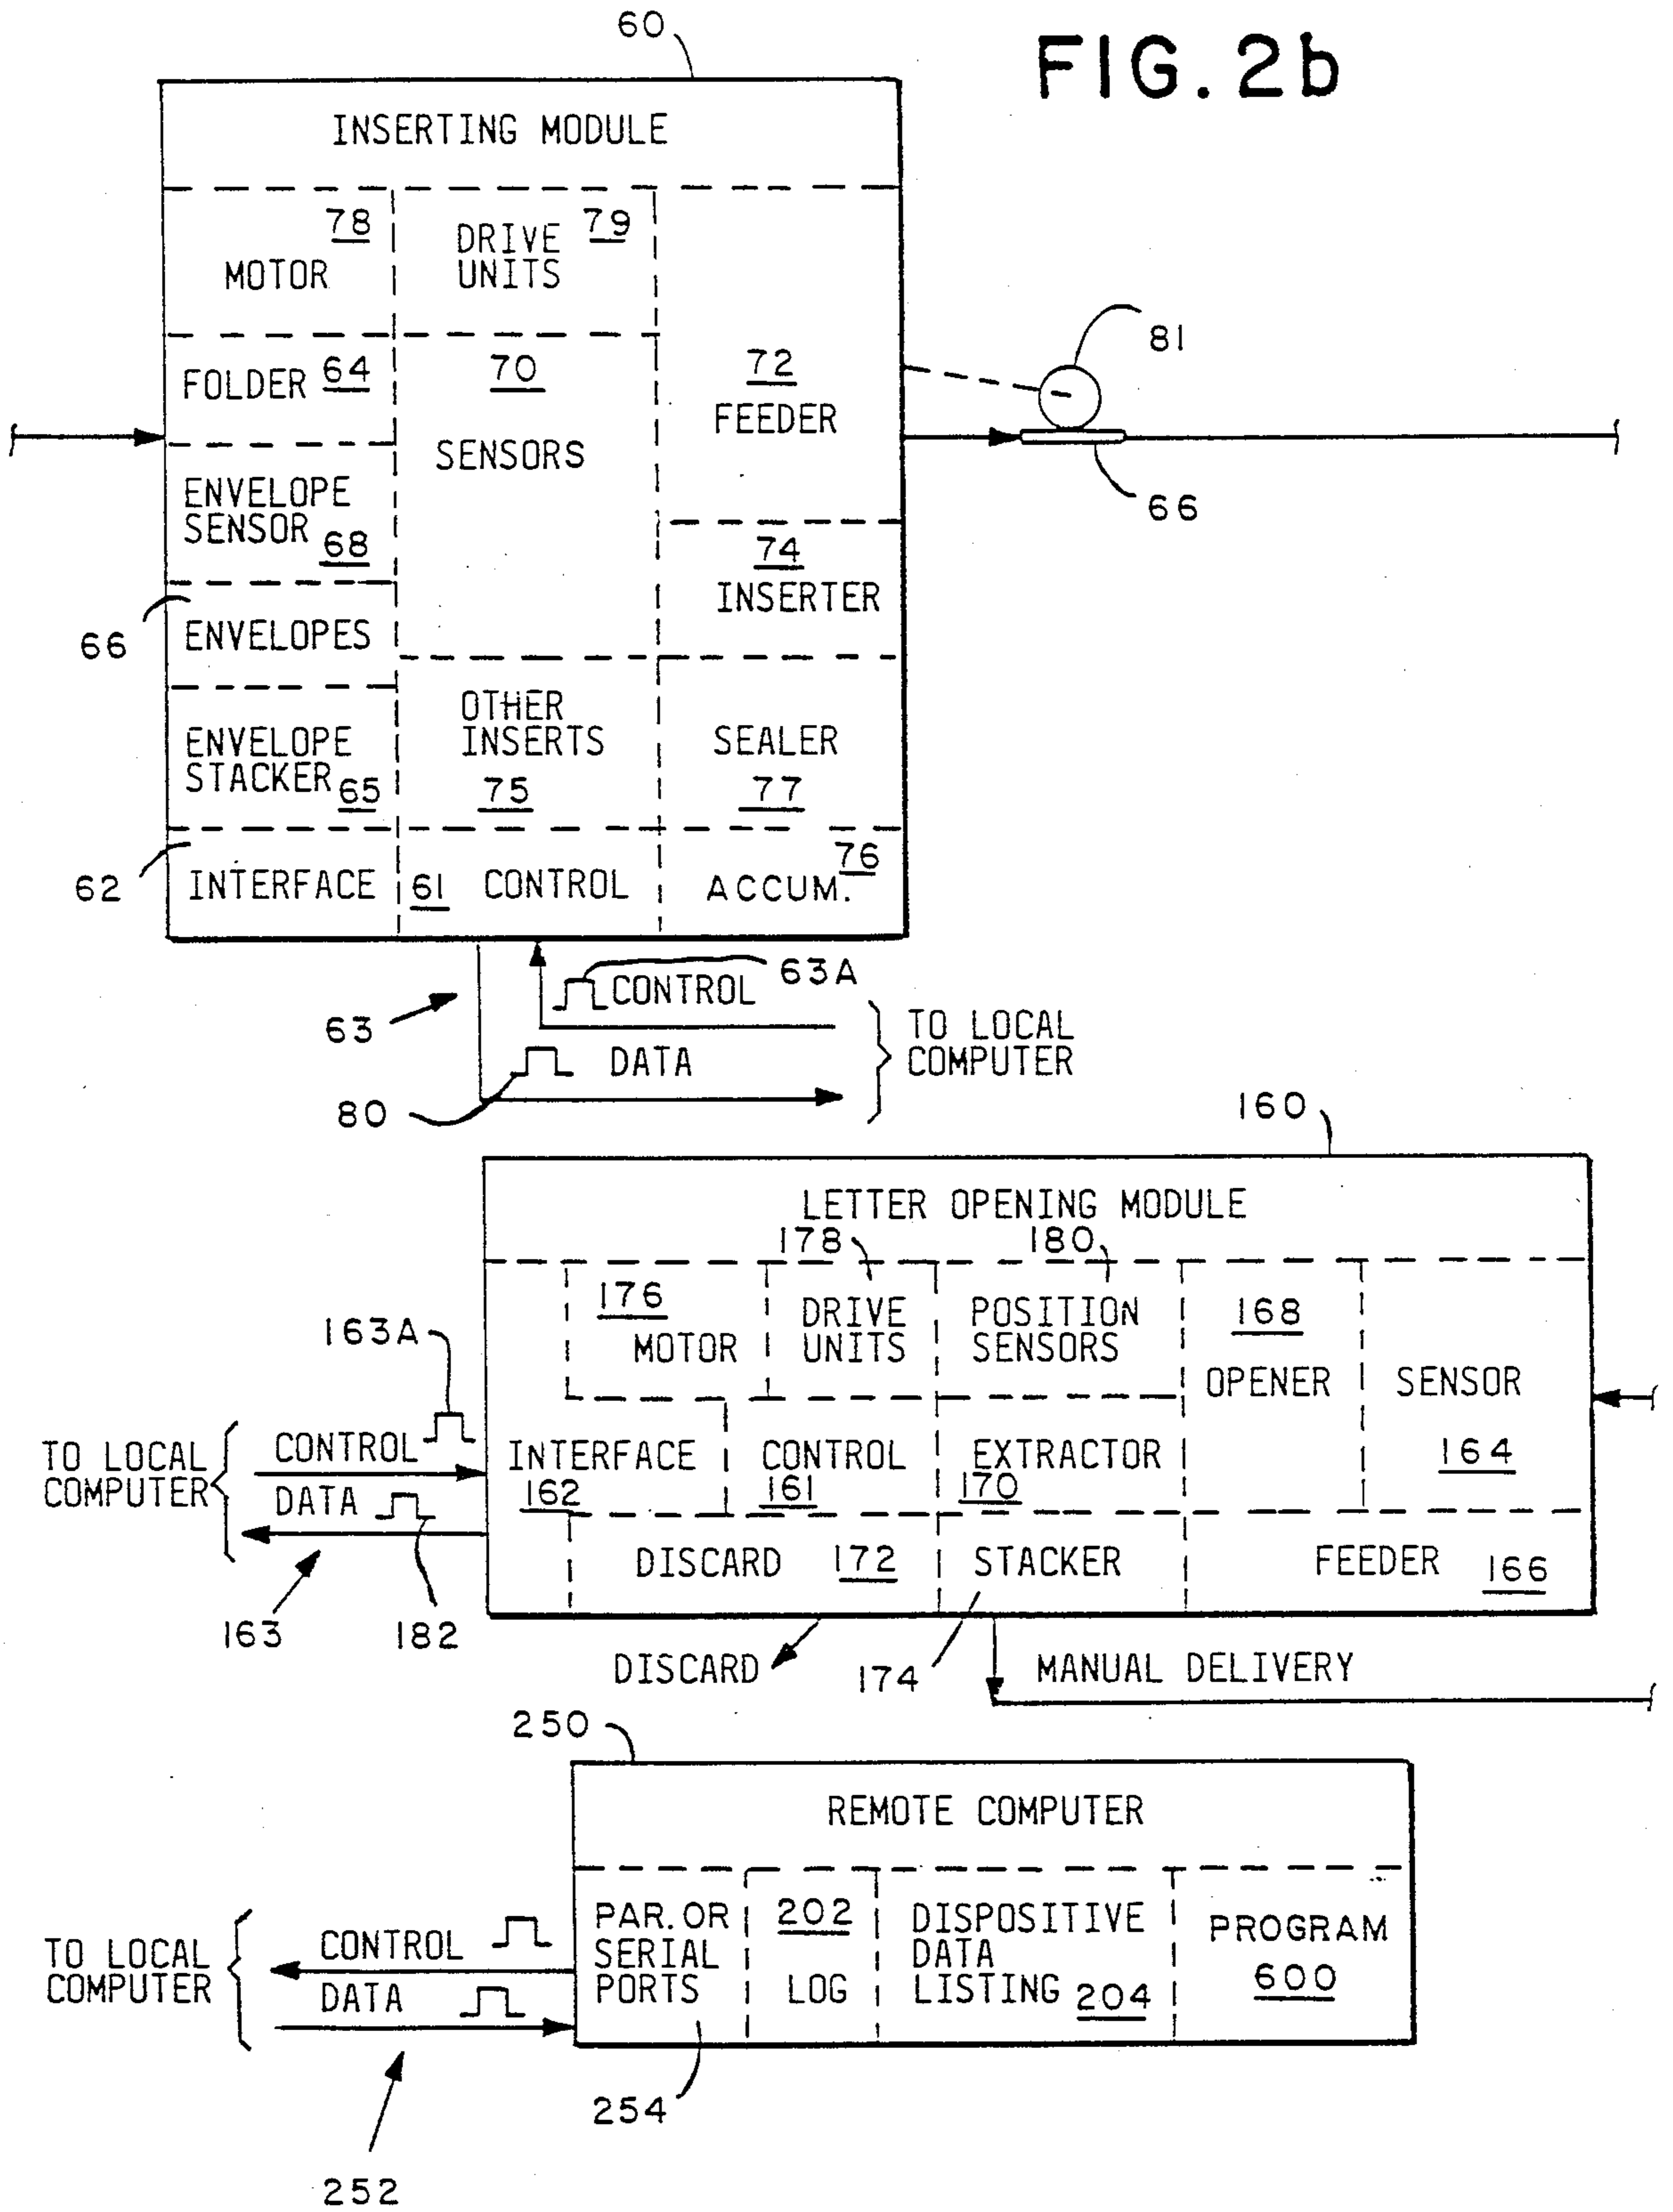 60
FIG. 2b
INSERTING MODULE
78
MOTOR
DRIVE 79
UNITS
FOLDER 64
70
SENSORS
72
FEEDER
81
66
ENVELOPE
SENSOR 68
74
INSERTER
66
ENVELOPES
ENVELOPE
STACKER 65
OTHER
INSERTS
75
SEALER
77
62
INTERFACE
61 CONTROL
76
ACCUM.
63
CONTROL
63A
DATA
80
TO LOCAL
COMPUTER
160
LETTER OPENING MODULE
178
180
176
MOTOR
DRIVE
UNITS
POSITION
SENSORS
168
OPENER
SENSOR
164
163A
TO LOCAL
COMPUTER
CONTROL
DATA
163
182
INTERFACE
162
CONTROL
161
EXTRACTOR
170
DISCARD 172
STACKER
FEEDER 166
DISCARD
174
MANUAL DELIVERY
250
REMOTE COMPUTER
TO LOCAL
COMPUTER
CONTROL
DATA
PAR. OR
SERIAL
PORTS
202
LOG
DISPOSITIVE
DATA
LISTING 204
PROGRAM
600
254
252